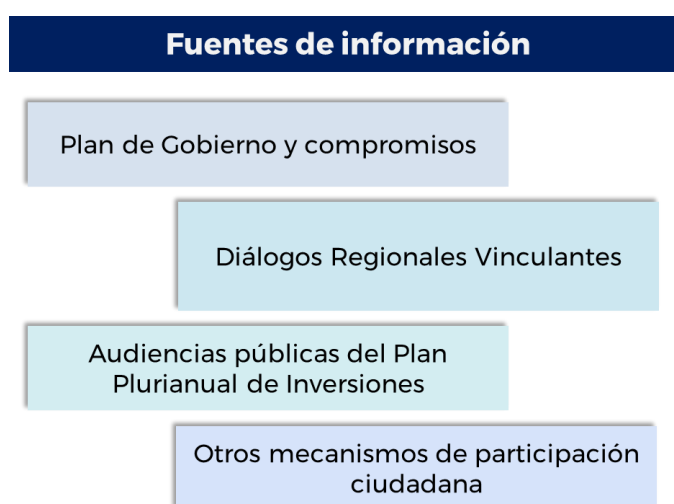 Fuentes de información
Plan de Gobierno y compromisos
Diálogos Regionales Vinculantes
Audiencias públicas del Plan
Plurianual de Inversiones
Otros mecanismos de participación
ciudadana